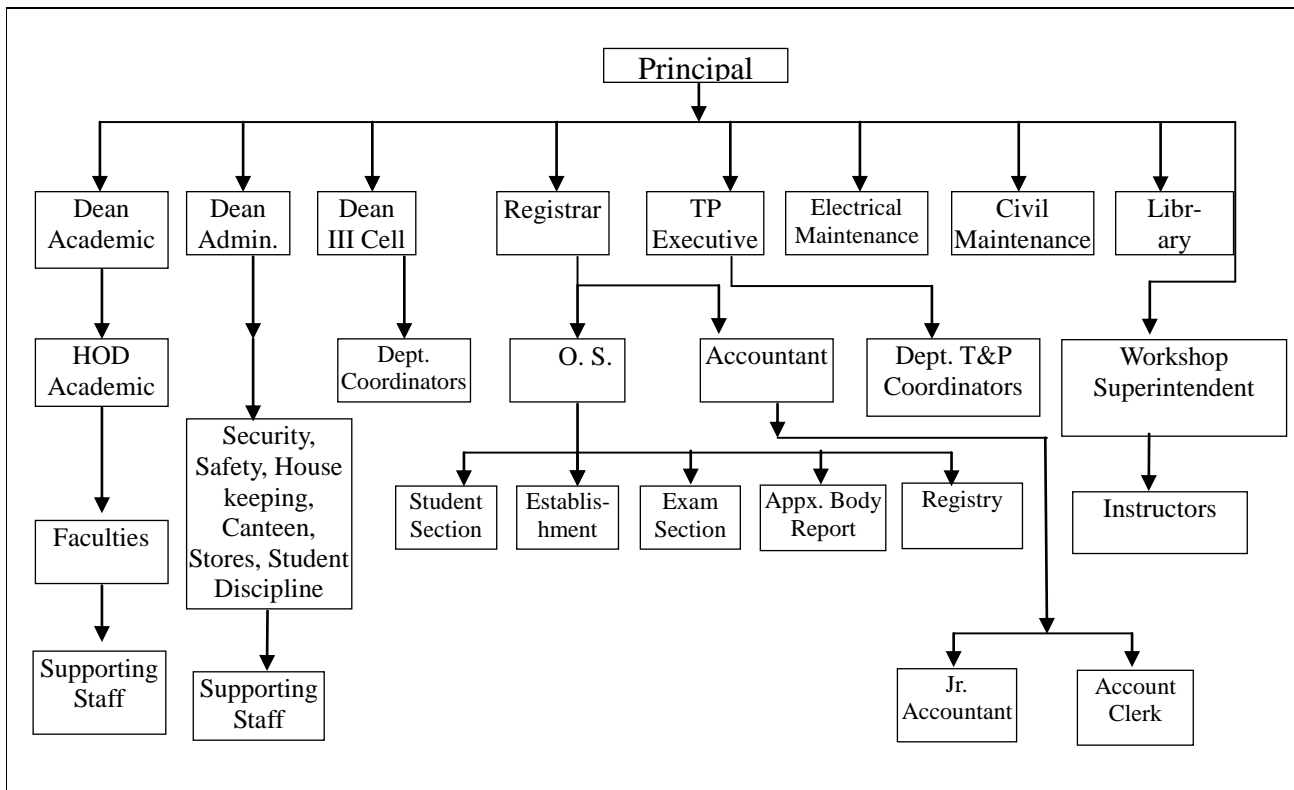 Principal
Dean
Academic
Dean
Admin.
Dean
III Cell
Registrar
TP
Executive
Electrical
Maintenance
Civil
Maintenance
Libr-
ary
HOD
Academic
Dept.
Coordinators
O. S.
Accountant
Dept. T&P
Coordinators
Workshop
Superintendent
Security,
Safety, House
keeping,
Canteen,
Stores, Student
Discipline
Student
Section
Establis-
hment
Exam
Section
Appx. Body
Report
Registry
Instructors
Faculties
Supporting
Staff
Supporting
Staff
Jr.
Accountant
Account
Clerk